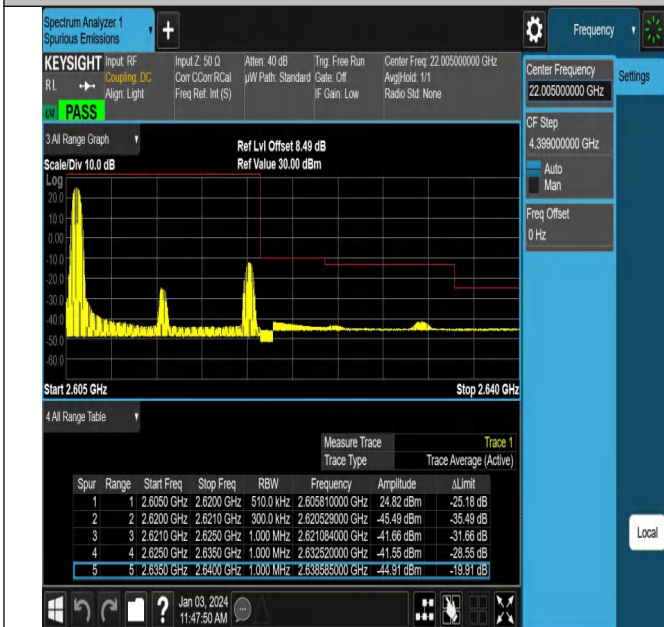 Spectrum Analyzer 1
Spurious Emissions
+
Frequency
KEYSIGHT
RL
Input: RF
Coupling: DC
Align: Light
Input Z: 50 Ω
Corr CCorr RCal
Freq Ref: Int (S)
Atten: 40 dB
µW Path: Standard
Trig: Free Run
Gate: Off
IF Gain: Low
Center Freq: 22.005000000 GHz
Avg|Hold: 1/1
Radio Std: None
PASS
Center Frequency
22.005000000 GHz
Settings
CF Step
4.399000000 GHz
Auto
Man
Freq Offset
0 Hz
3 All Range Graph
Ref Lvl Offset 8.49 dB
Scale/Div 10.0 dB
Ref Value 30.00 dBm
Log
20.0
10.0
0.00
-10.0
-20.0
-30.0
-40.0
-50.0
-60.0
Start 2.605 GHz
Stop 2.640 GHz
4 All Range Table
Measure Trace Trace 1
Trace Type Trace Average (Active)
Spur Range Start Freq Stop Freq RBW Frequency Amplitude ΔLimit
1 1 2.6050 GHz 2.6200 GHz 510.0 kHz 2.605810000 GHz 24.82 dBm -25.18 dB
2 2 2.6200 GHz 2.6210 GHz 300.0 kHz 2.620529000 GHz -45.49 dBm -35.49 dB
3 3 2.6210 GHz 2.6250 GHz 1.000 MHz 2.621084000 GHz -41.66 dBm -31.66 dB
4 4 2.6250 GHz 2.6350 GHz 1.000 MHz 2.632520000 GHz -41.55 dBm -28.55 dB
5 5 2.6350 GHz 2.6400 GHz 1.000 MHz 2.638585000 GHz -44.91 dBm -19.91 dB
Local
?
Jan 03, 2024
11:47:50 AM